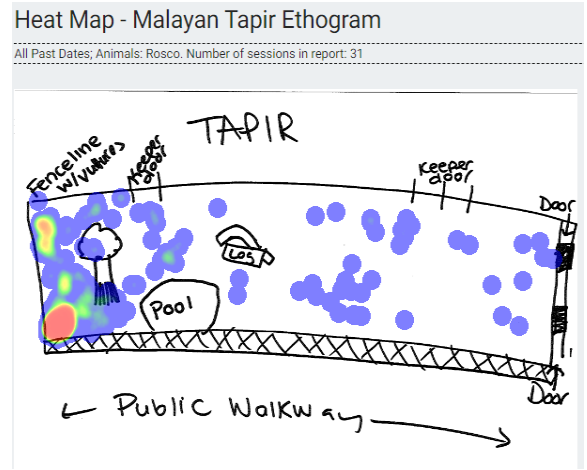 Heat Map - Malayan Tapir Ethogram
All Past Dates; Animals: Rosco. Number of sessions in report: 31
TAPIR
Fenceline
w/vultures
Keeper
door
Keeper
door
Door
LOG
Pool
Door
Public Walkway